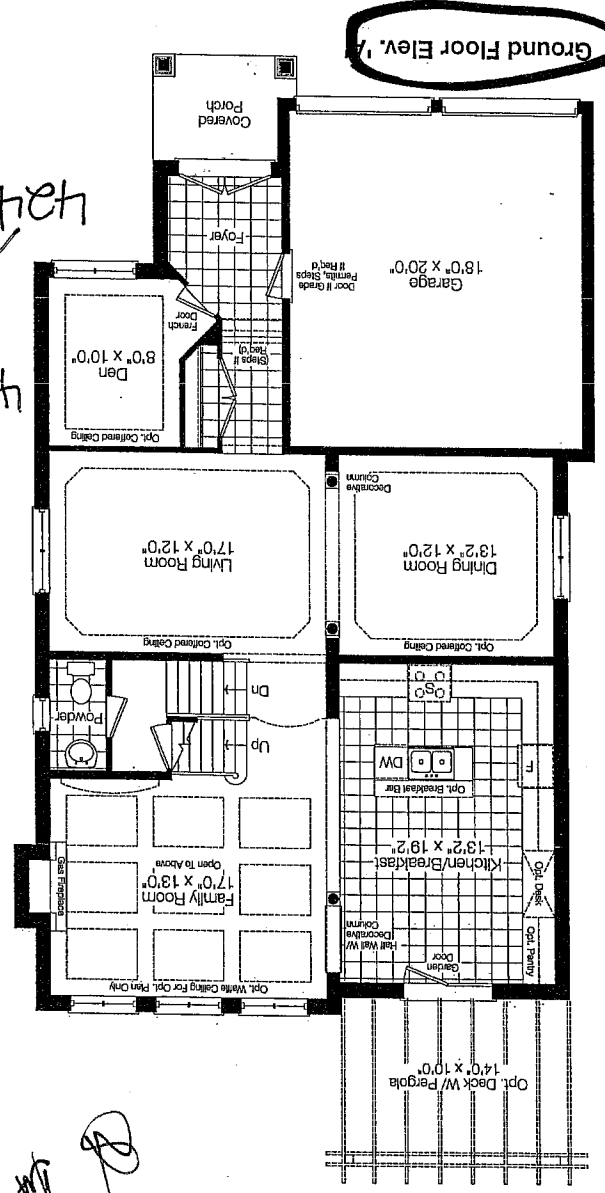 Opt. Deck W/ Pergola
14'0" x 10'0"
Opt. Waffle Ceiling For Opt. Plan Only
Garden
Door
Half Wall W/
Decorative
Column
Opt. Pantry
Opt. Desk
Kitchen/Breakfast
13'2" x 19'2"
Opt. Breakfast Bar
DW
F
S
Gas Fireplace
Family Room
17'0" x 13'0"
Open To Above
Up
Dn
Powder
Opt. Coffered Ceiling
Dining Room
13'2" x 12'0"
Decorative
Column
Opt. Coffered Ceiling
Living Room
17'0" x 12'0"
Opt. Coffered Ceiling
Den
8'0" x 10'0"
French
Door
(Steps If
Req'd)
Foyer
Door If Grade
Permits, Steps
If Req'd
Garage
18'0" x 20'0"
Covered
Porch
Ground Floor Elev. 'A'